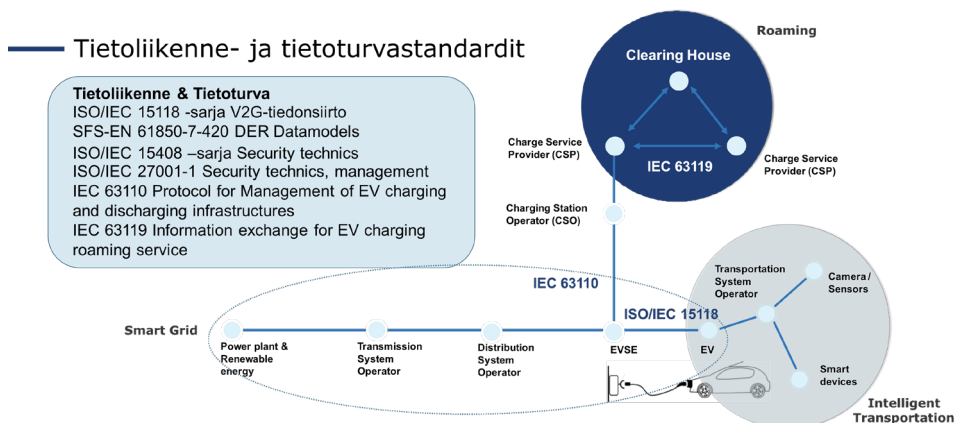 Tietoliikenne- ja tietoturvastandardit
Tietoliikenne & Tietoturva
ISO/IEC 15118 -sarja V2G-tiedonsiirto
SFS-EN 61850-7-420 DER Datamodels
ISO/IEC 15408 –sarja Security technics
ISO/IEC 27001-1 Security technics, management
IEC 63110 Protocol for Management of EV charging
and discharging infrastructures
IEC 63119 Information exchange for EV charging
roaming service
Roaming
Clearing House
Charge Service
Provider (CSP)
IEC 63119
Charge Service
Provider (CSP)
Charging Station
Operator (CSO)
IEC 63110
ISO/IEC 15118
Transportation
System
Operator
Camera /
Sensors
Smart Grid
Power plant &
Renewable
energy
Transmission
System
Operator
Distribution
System
Operator
EVSE
EV
Smart
devices
Intelligent
Transportation